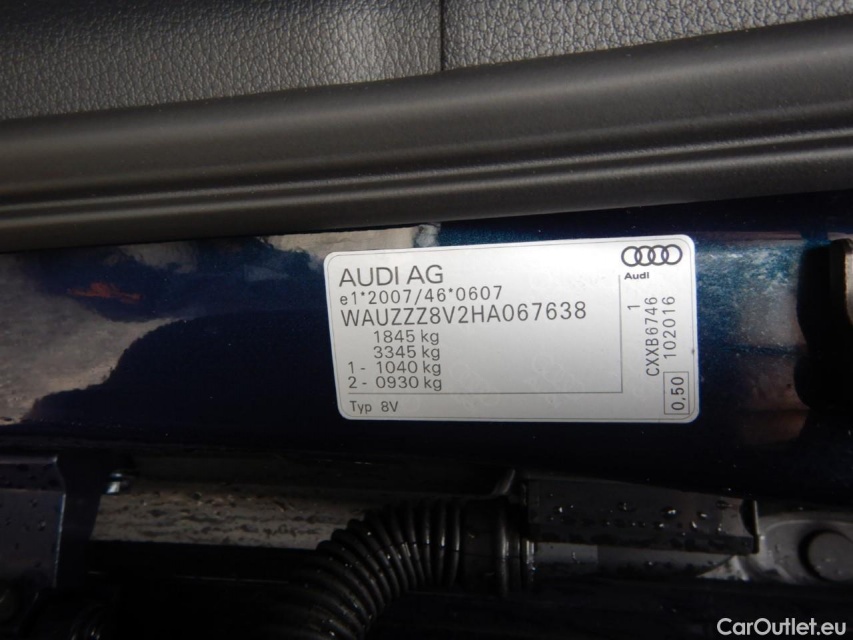 AUDI AG
e1*2007/46*0607
WAUZZZ8V2HA067638
1845 kg
3345 kg
1 - 1040 kg
2 - 0930 kg
Typ 8V
Audi
1
CXXB6746
102016
0,50
CarOutlet.eu